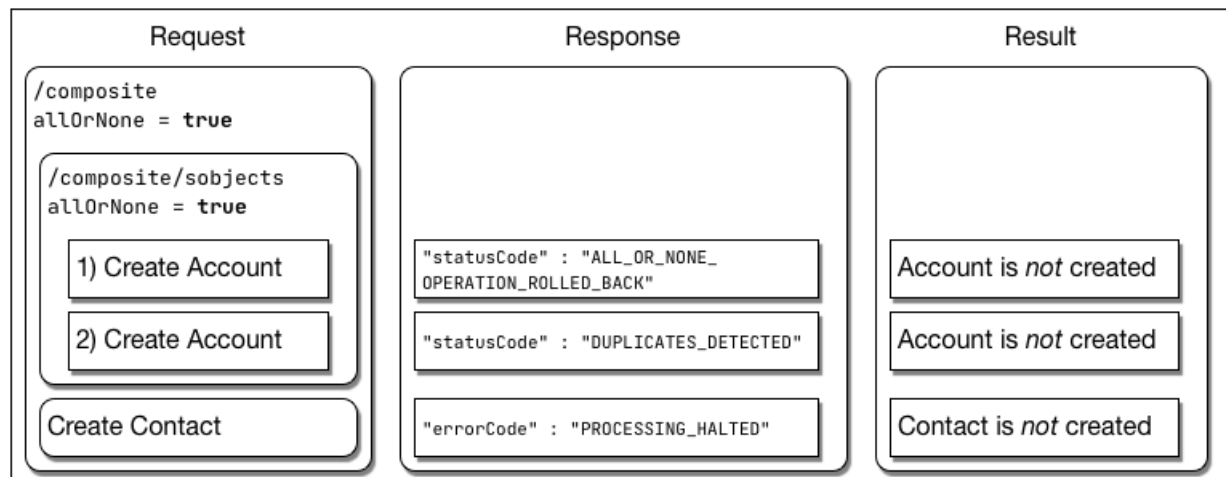 Request
Response
Result
/composite
allOrNone = true
/composite/sobjects
allOrNone = true
1) Create Account
"statusCode" : "ALL_OR_NONE_
OPERATION_ROLLED_BACK"
Account is not created
2) Create Account
"statusCode" : "DUPLICATES_DETECTED"
Account is not created
Create Contact
"errorCode" : "PROCESSING_HALTED"
Contact is not created